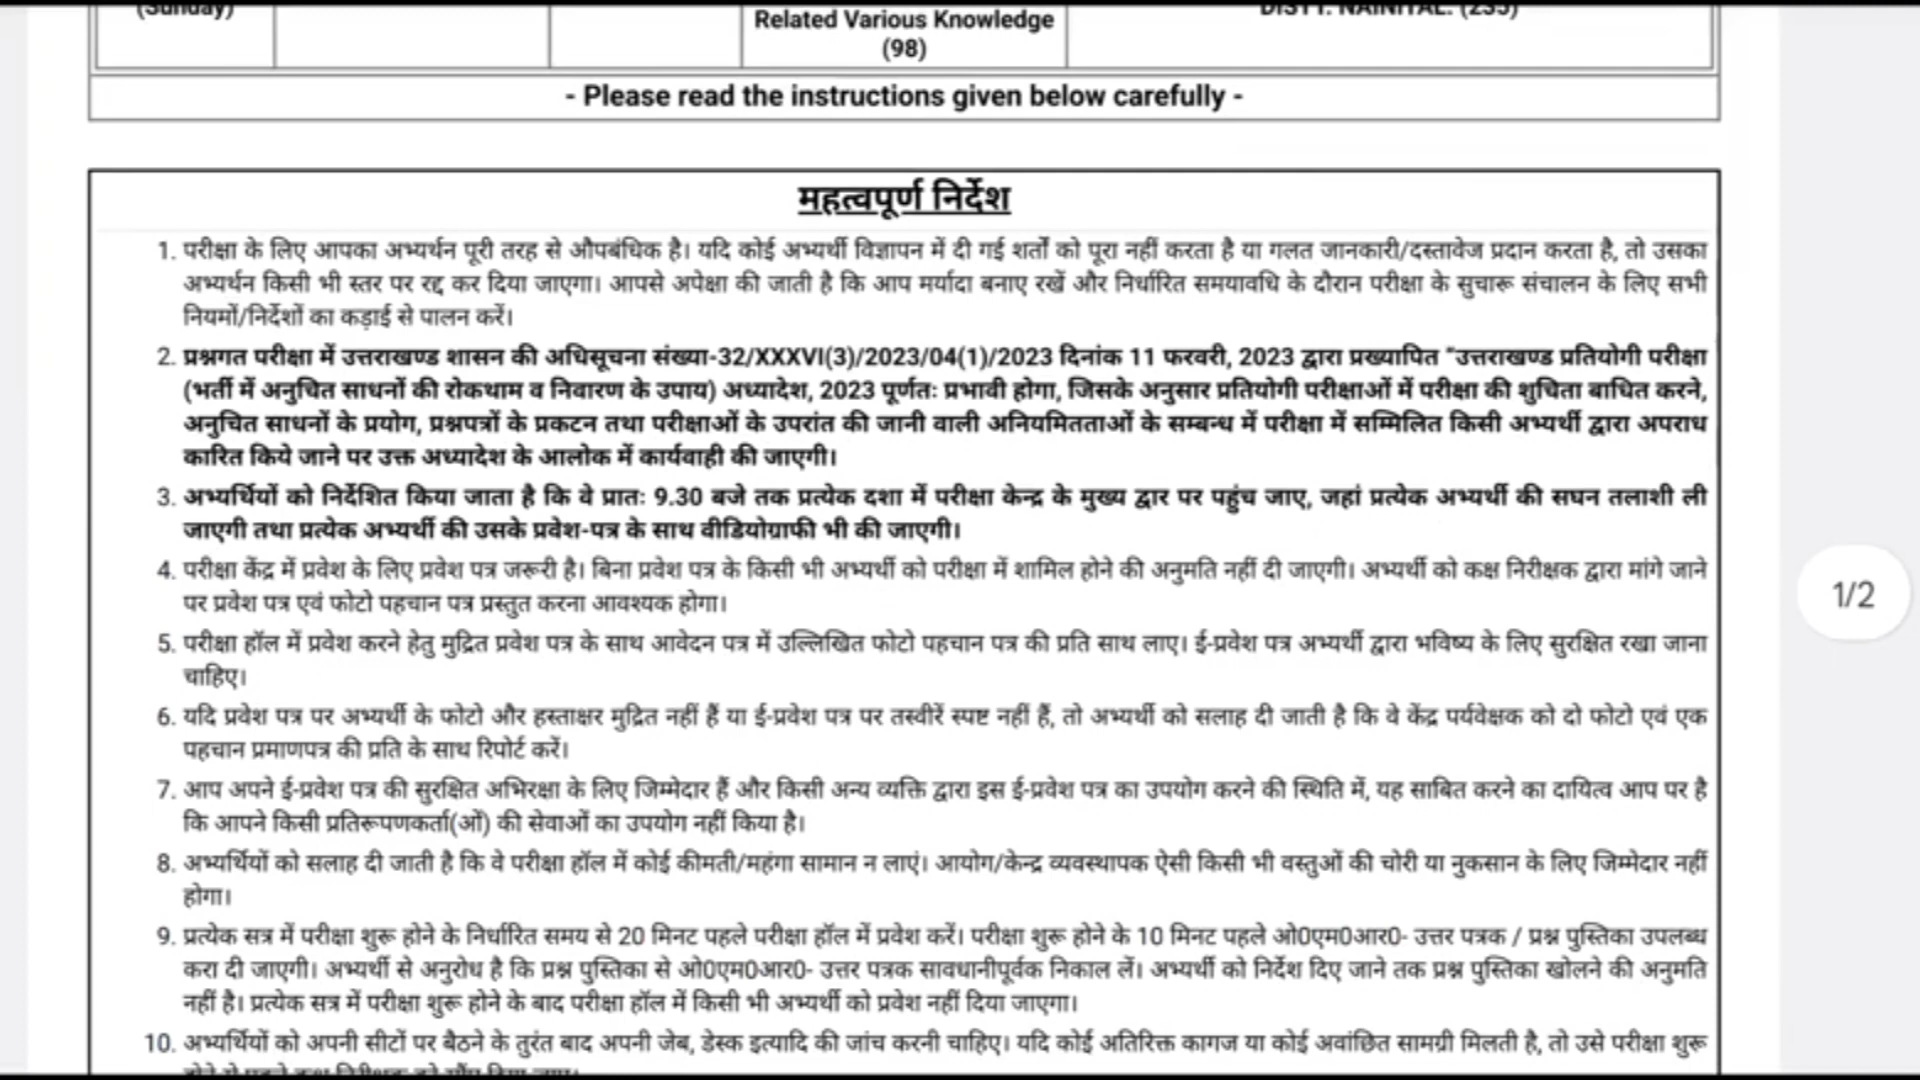 (Sunday)
Related Various Knowledge
(98)
DISTT. NAINITAL. (235)
- Please read the instructions given below carefully -
महत्वपूर्ण निर्देश
1. परीक्षा के लिए आपका अभ्यर्थन पूरी तरह से औपबंधिक है। यदि कोई अभ्यर्थी विज्ञापन में दी गई शर्तों को पूरा नहीं करता है या गलत जानकारी/दस्तावेज प्रदान करता है, तो उसका
अभ्यर्थन किसी भी स्तर पर रद्द कर दिया जाएगा। आपसे अपेक्षा की जाती है कि आप मर्यादा बनाए रखें और निर्धारित समयावधि के दौरान परीक्षा के सुचारू संचालन के लिए सभी
नियमों/निर्देशों का कड़ाई से पालन करें।
2. प्रश्नगत परीक्षा में उत्तराखण्ड शासन की अधिसूचना संख्या-32/XXXVI(3)/2023/04(1)/2023 दिनांक 11 फरवरी, 2023 द्वारा प्रख्यापित "उत्तराखण्ड प्रतियोगी परीक्षा
(भर्ती में अनुचित साधनों की रोकथाम व निवारण के उपाय) अध्यादेश, 2023 पूर्णतः प्रभावी होगा, जिसके अनुसार प्रतियोगी परीक्षाओं में परीक्षा की शुचिता बाधित करने,
अनुचित साधनों के प्रयोग, प्रश्नपत्रों के प्रकटन तथा परीक्षाओं के उपरांत की जानी वाली अनियमितताओं के सम्बन्ध में परीक्षा में सम्मिलित किसी अभ्यर्थी द्वारा अपराध
कारित किये जाने पर उक्त अध्यादेश के आलोक में कार्यवाही की जाएगी।
3. अभ्यर्थियों को निर्देशित किया जाता है कि वे प्रातः 9.30 बजे तक प्रत्येक दशा में परीक्षा केन्द्र के मुख्य द्वार पर पहुंच जाए, जहां प्रत्येक अभ्यर्थी की सघन तलाशी ली
जाएगी तथा प्रत्येक अभ्यर्थी की उसके प्रवेश-पत्र के साथ वीडियोग्राफी भी की जाएगी।
4. परीक्षा केंद्र में प्रवेश के लिए प्रवेश पत्र जरूरी है। बिना प्रवेश पत्र के किसी भी अभ्यर्थी को परीक्षा में शामिल होने की अनुमति नहीं दी जाएगी। अभ्यर्थी को कक्ष निरीक्षक द्वारा मांगे जाने
पर प्रवेश पत्र एवं फोटो पहचान पत्र प्रस्तुत करना आवश्यक होगा।
1/2
5. परीक्षा हॉल में प्रवेश करने हेतु मुद्रित प्रवेश पत्र के साथ आवेदन पत्र में उल्लिखित फोटो पहचान पत्र की प्रति साथ लाए। ई-प्रवेश पत्र अभ्यर्थी द्वारा भविष्य के लिए सुरक्षित रखा जाना
चाहिए।
6. यदि प्रवेश पत्र पर अभ्यर्थी के फोटो और हस्ताक्षर मुद्रित नहीं हैं या ई-प्रवेश पत्र पर तस्वीरें स्पष्ट नहीं हैं, तो अभ्यर्थी को सलाह दी जाती है कि वे केंद्र पर्यवेक्षक को दो फोटो एवं एक
पहचान प्रमाणपत्र की प्रति के साथ रिपोर्ट करें।
7. आप अपने ई-प्रवेश पत्र की सुरक्षित अभिरक्षा के लिए जिम्मेदार हैं और किसी अन्य व्यक्ति द्वारा इस ई-प्रवेश पत्र का उपयोग करने की स्थिति में, यह साबित करने का दायित्व आप पर है
कि आपने किसी प्रतिरूपणकर्ता(ओं) की सेवाओं का उपयोग नहीं किया है।
8. अभ्यर्थियों को सलाह दी जाती है कि वे परीक्षा हॉल में कोई कीमती/महंगा सामान न लाएं। आयोग/केन्द्र व्यवस्थापक ऐसी किसी भी वस्तुओं की चोरी या नुकसान के लिए जिम्मेदार नहीं
होगा।
9. प्रत्येक सत्र में परीक्षा शुरू होने के निर्धारित समय से 20 मिनट पहले परीक्षा हॉल में प्रवेश करें। परीक्षा शुरू होने के 10 मिनट पहले ओ0एम0आर0- उत्तर पत्रक / प्रश्न पुस्तिका उपलब्ध
करा दी जाएगी। अभ्यर्थी से अनुरोध है कि प्रश्न पुस्तिका से ओ0एम0आर0- उत्तर पत्रक सावधानीपूर्वक निकाल लें। अभ्यर्थी को निर्देश दिए जाने तक प्रश्न पुस्तिका खोलने की अनुमति
नहीं है। प्रत्येक सत्र में परीक्षा शुरू होने के बाद परीक्षा हॉल में किसी भी अभ्यर्थी को प्रवेश नहीं दिया जाएगा।
10. अभ्यर्थियों को अपनी सीटों पर बैठने के तुरंत बाद अपनी जेब, डेस्क इत्यादि की जांच करनी चाहिए। यदि कोई अतिरिक्त कागज या कोई अवांछित सामग्री मिलती है, तो उसे परीक्षा शुरू